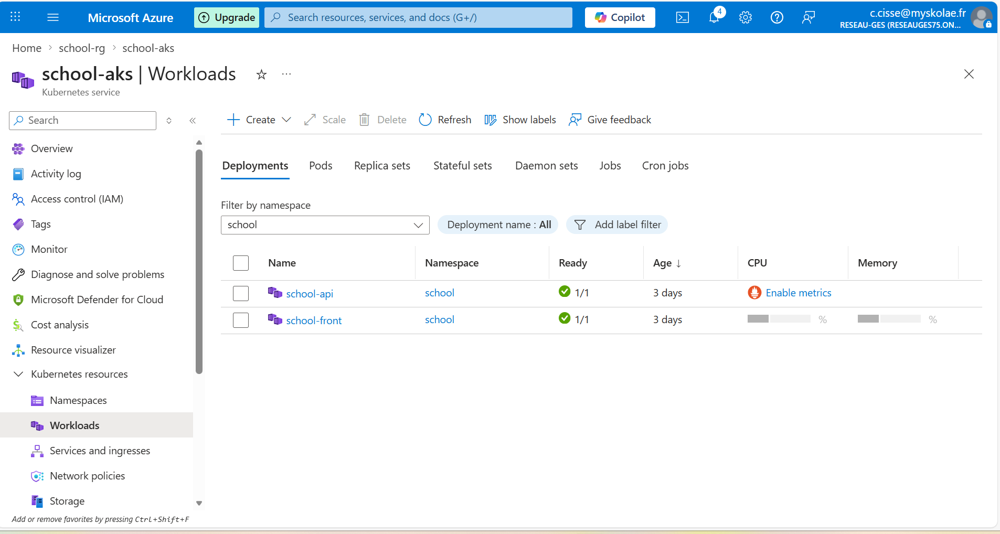 Microsoft Azure
Upgrade
Search resources, services, and docs (G+/)
Copilot
4
c.cisse@myskolae.fr
RESEAU-GES (RESEAUGES75.ON...
Home > school-rg > school-aks
school-aks | Workloads
Kubernetes service
Search
Create
Scale
Delete
Refresh
Show labels
Give feedback
Overview
Activity log
Access control (IAM)
Tags
Monitor
Diagnose and solve problems
Microsoft Defender for Cloud
Cost analysis
Resource visualizer
Kubernetes resources
Namespaces
Workloads
Services and ingresses
Network policies
Storage
Add or remove favorites by pressing Ctrl+Shift+F
Deployments Pods Replica sets Stateful sets Daemon sets Jobs Cron jobs
Filter by namespace
school
Deployment name : All
Add label filter
Name Namespace Ready Age ↓ CPU Memory
school-api school 1/1 3 days Enable metrics
school-front school 1/1 3 days % %